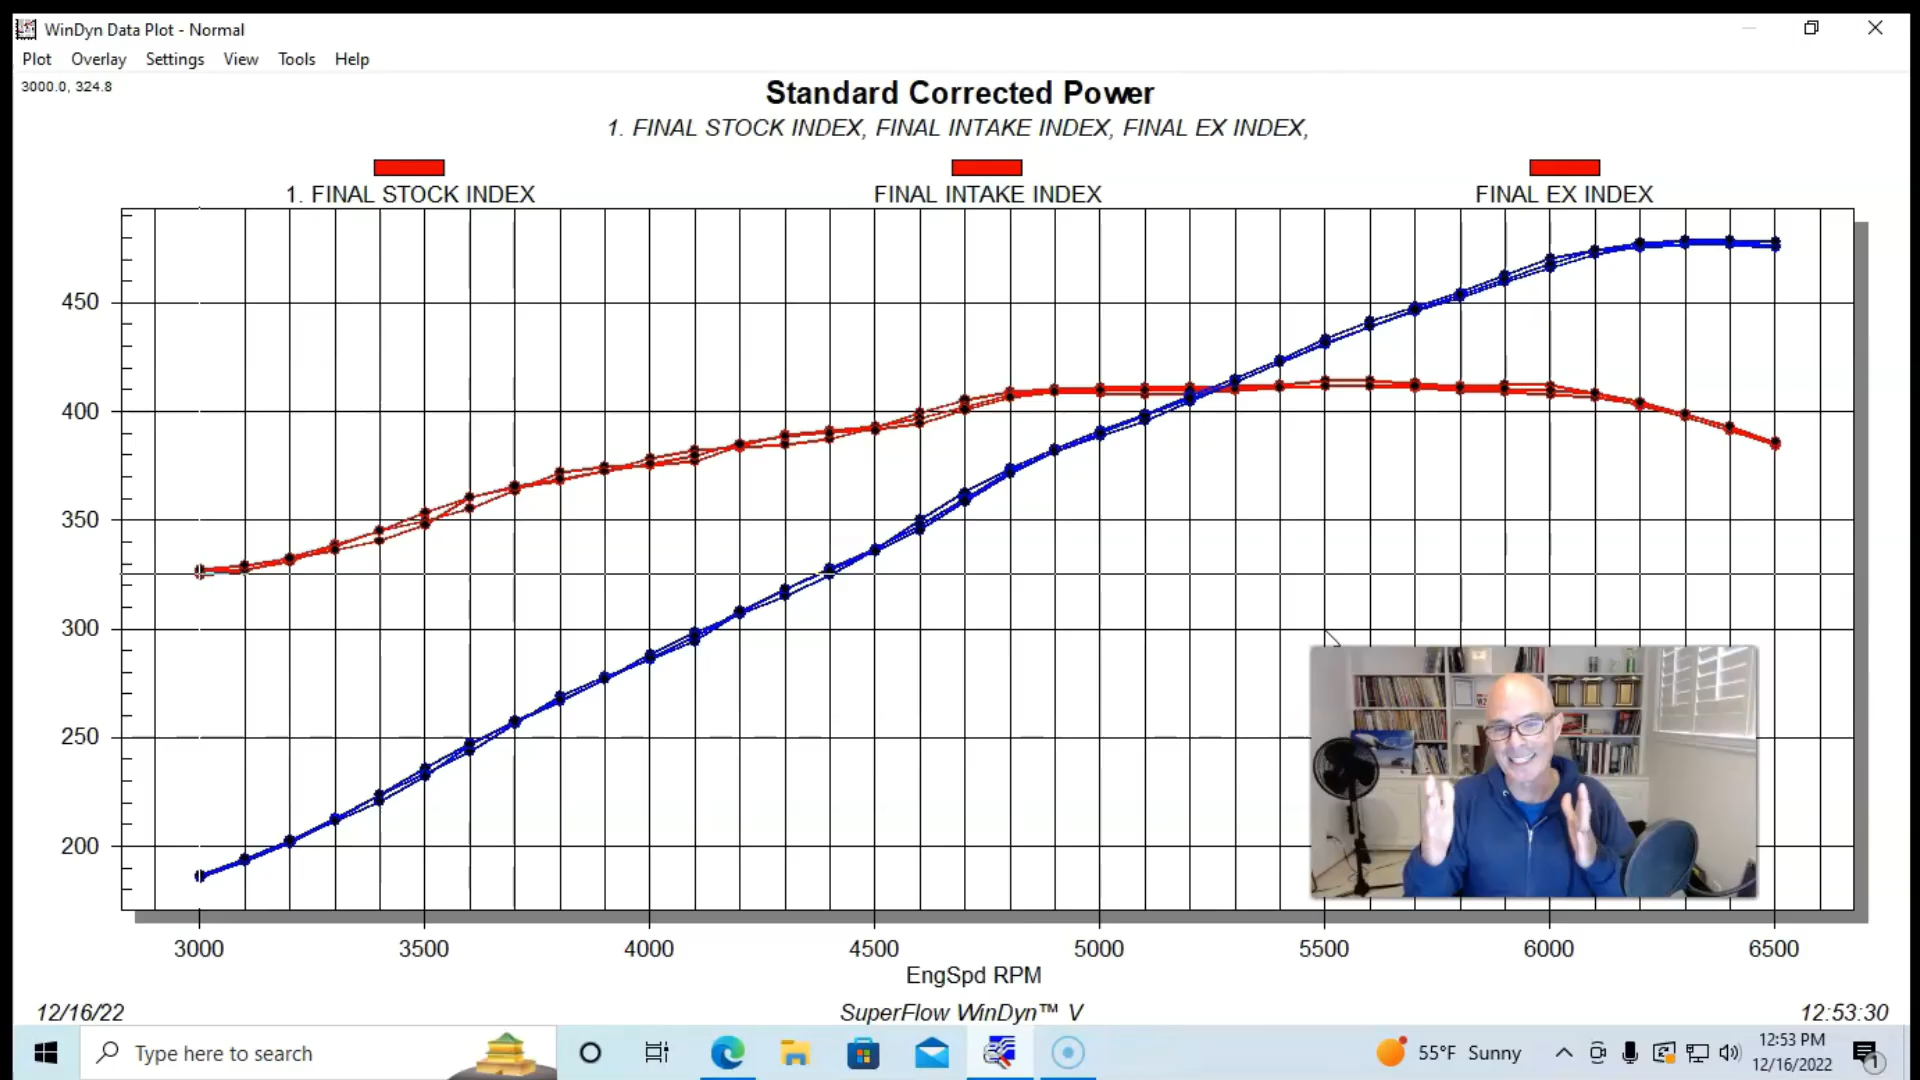 WinDyn Data Plot - Normal
Plot Overlay Settings View Tools Help
3000.0, 324.8
Standard Corrected Power
1. FINAL STOCK INDEX, FINAL INTAKE INDEX, FINAL EX INDEX,
1. FINAL STOCK INDEX FINAL INTAKE INDEX FINAL EX INDEX
450
400
350
300
250
200
3000 3500 4000 4500 5000 5500 6000 6500
EngSpd RPM
12/16/22 SuperFlow WinDyn™ V 12:53:30
Type here to search 55°F Sunny 12:53 PM
12/16/2022 1